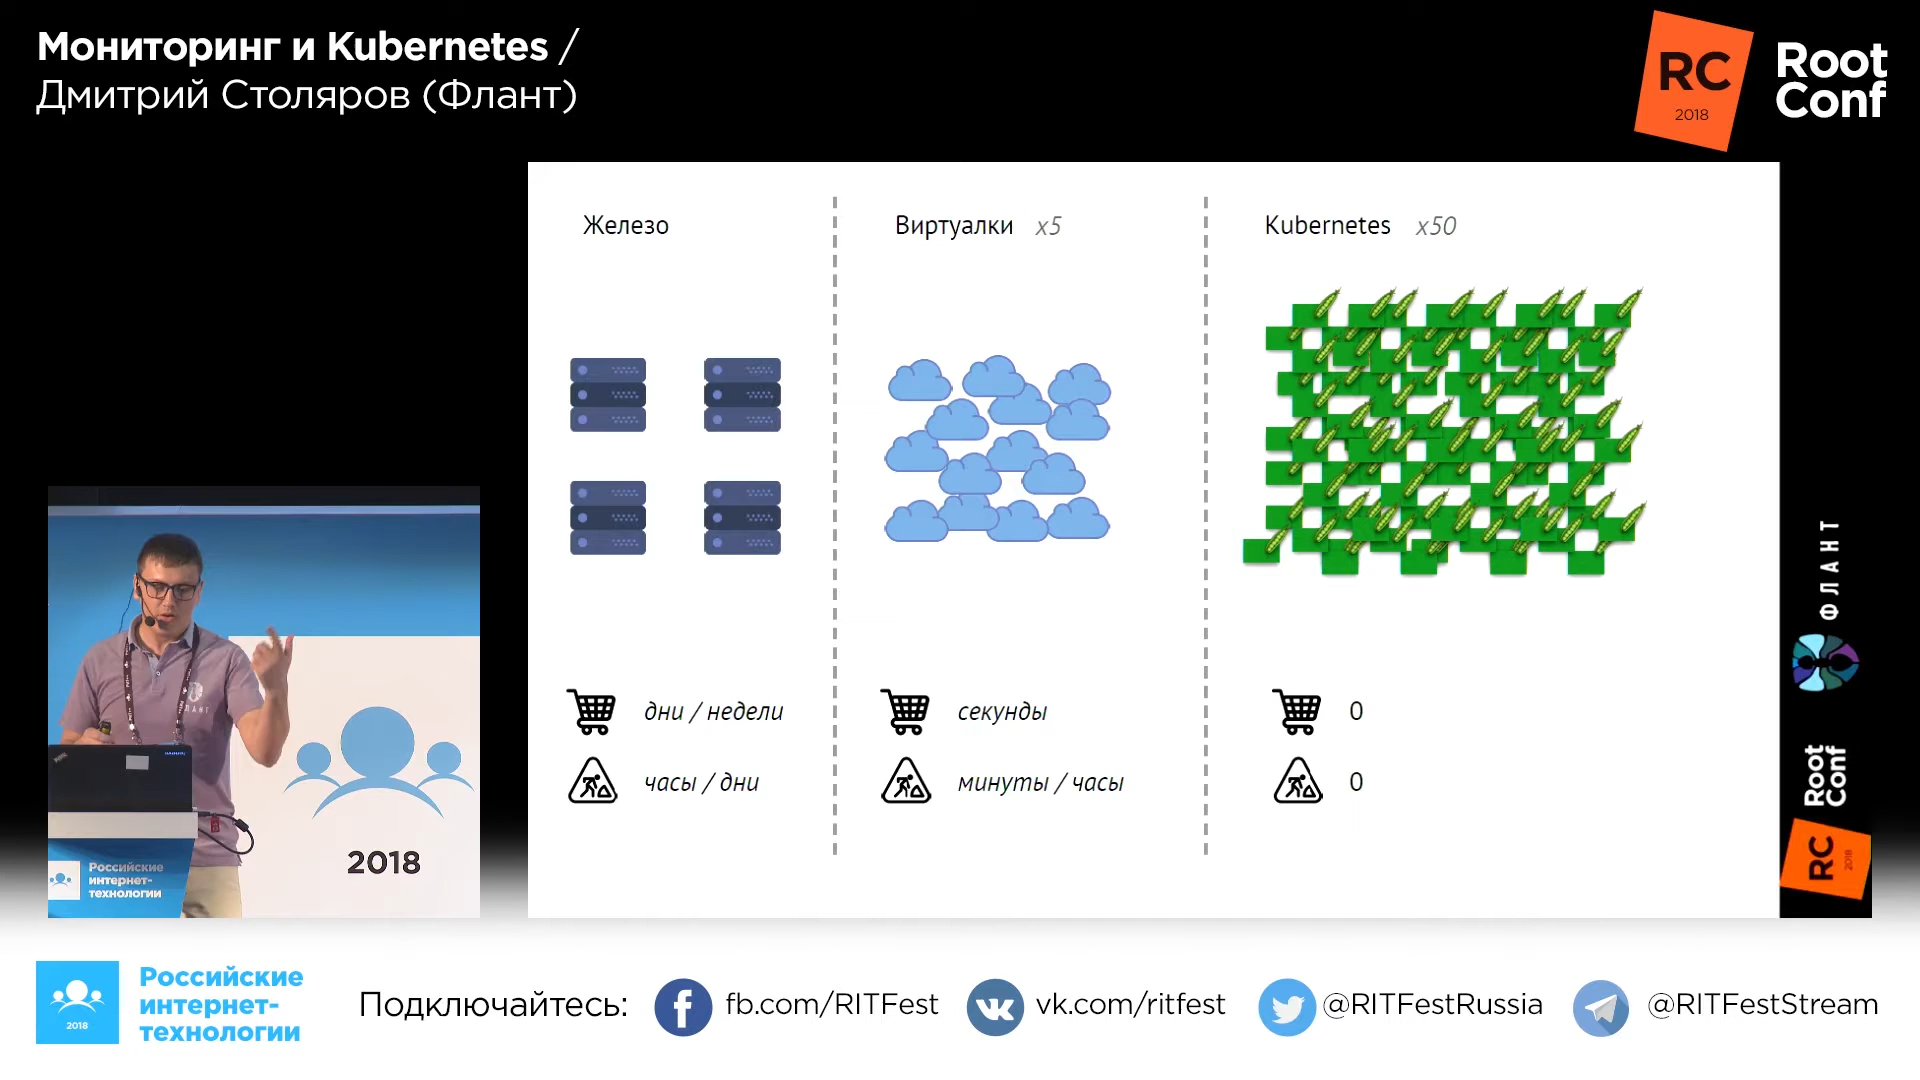 Мониторинг и Kubernetes /
Дмитрий Столяров (Флант)
RC
2018
Root
Conf
Железо
Виртуалки x5
Kubernetes x50
дни / недели
секунды
0
часы / дни
минуты / часы
0
ФЛАНТ
Root
Conf
RC
2018
2018
Российские
интернет-
технологии
2018
Российские
интернет-
технологии
Подключайтесь:
fb.com/RITFest
vk.com/ritfest
@RITFestRussia
@RITFestStream